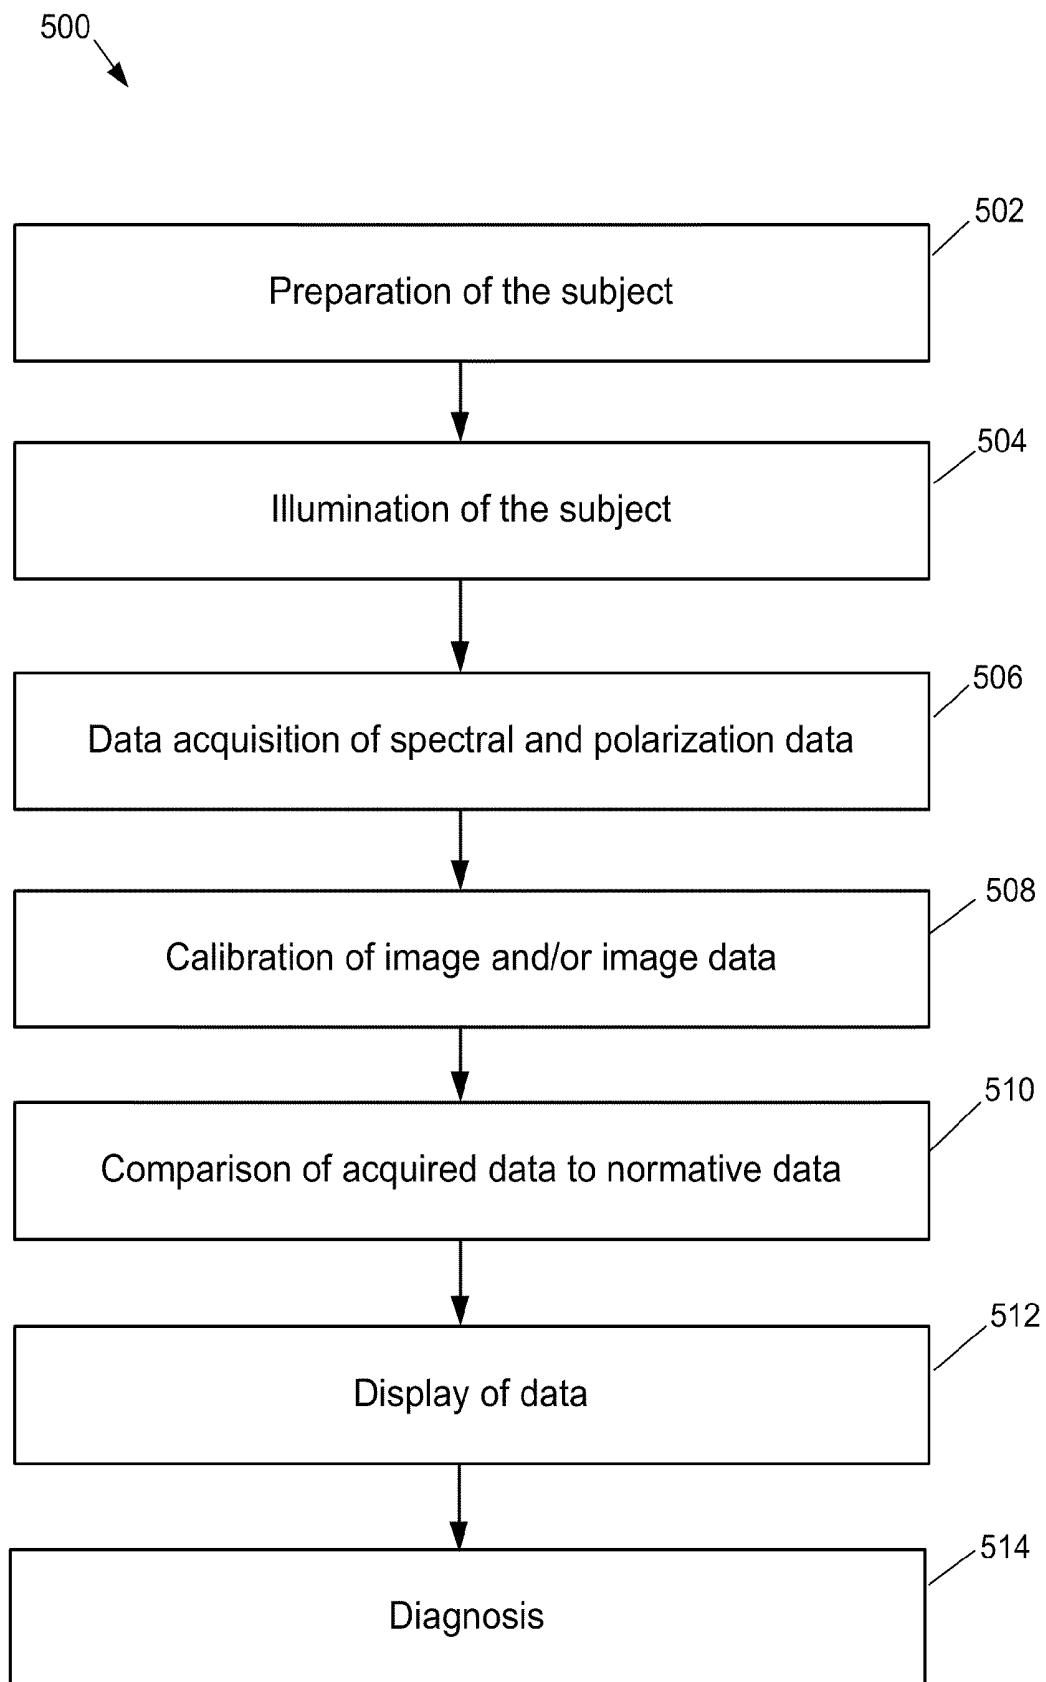 500
502
Preparation of the subject
504
Illumination of the subject
506
Data acquisition of spectral and polarization data
508
Calibration of image and/or image data
510
Comparison of acquired data to normative data
512
Display of data
514
Diagnosis